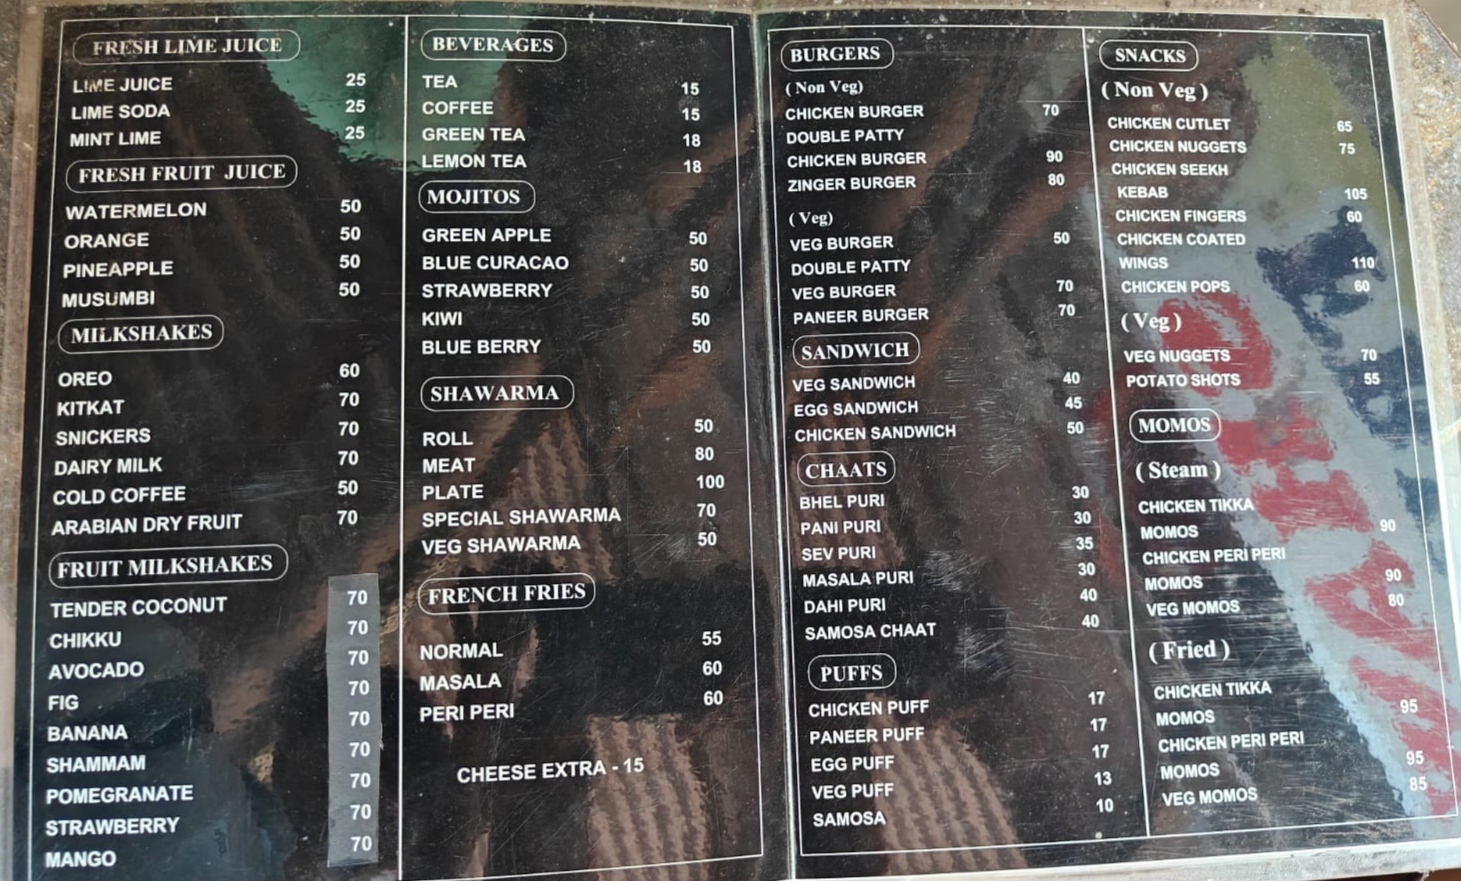 FRESH LIME JUICE
LIME JUICE 25
LIME SODA 25
MINT LIME 25
FRESH FRUIT JUICE
WATERMELON 50
ORANGE 50
PINEAPPLE 50
MUSUMBI 50
MILKSHAKES
OREO 60
KITKAT 70
SNICKERS 70
DAIRY MILK 70
COLD COFFEE 50
ARABIAN DRY FRUIT 70
FRUIT MILKSHAKES
TENDER COCONUT 70
CHIKKU 70
AVOCADO 70
FIG 70
BANANA 70
SHAMMAM 70
POMEGRANATE 70
STRAWBERRY 70
MANGO 70
BEVERAGES
TEA 15
COFFEE 15
GREEN TEA 18
LEMON TEA 18
MOJITOS
GREEN APPLE 50
BLUE CURACAO 50
STRAWBERRY 50
KIWI 50
BLUE BERRY 50
SHAWARMA
ROLL 50
MEAT 80
PLATE 100
SPECIAL SHAWARMA 70
VEG SHAWARMA 50
FRENCH FRIES
NORMAL 55
MASALA 60
PERI PERI 60
CHEESE EXTRA - 15
BURGERS
( Non Veg)
CHICKEN BURGER 70
DOUBLE PATTY
CHICKEN BURGER 90
ZINGER BURGER 80
( Veg)
VEG BURGER 50
DOUBLE PATTY
VEG BURGER 70
PANEER BURGER 70
SANDWICH
VEG SANDWICH 40
EGG SANDWICH 45
CHICKEN SANDWICH 50
CHAATS
BHEL PURI 30
PANI PURI 30
SEV PURI 35
MASALA PURI 30
DAHI PURI 40
SAMOSA CHAAT 40
PUFFS
CHICKEN PUFF 17
PANEER PUFF 17
EGG PUFF 17
VEG PUFF 13
SAMOSA 10
SNACKS
( Non Veg )
CHICKEN CUTLET 65
CHICKEN NUGGETS 75
CHICKEN SEEKH
KEBAB 105
CHICKEN FINGERS 60
CHICKEN COATED
WINGS 110
CHICKEN POPS 60
( Veg )
VEG NUGGETS 70
POTATO SHOTS 55
MOMOS
( Steam )
CHICKEN TIKKA
MOMOS 90
CHICKEN PERI PERI
MOMOS 90
VEG MOMOS 80
( Fried )
CHICKEN TIKKA
MOMOS 95
CHICKEN PERI PERI
MOMOS 95
VEG MOMOS 85